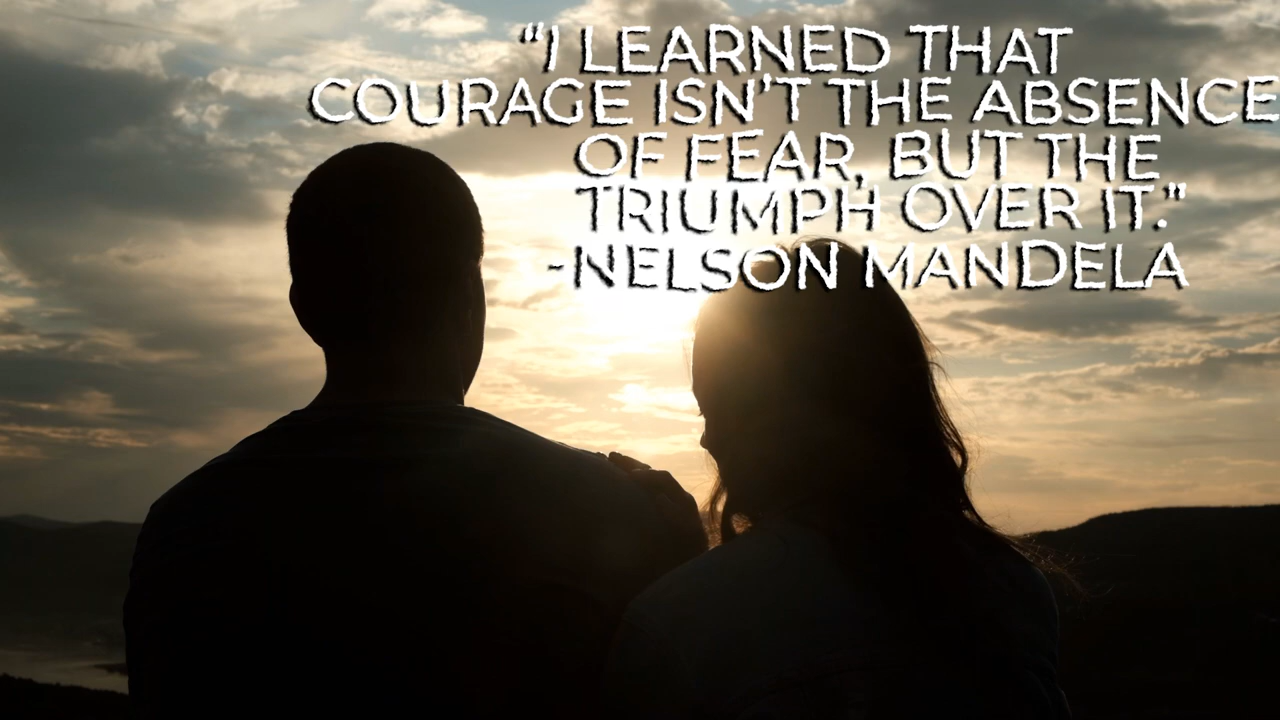 “I LEARNED THAT
COURAGE ISN’T THE ABSENCE
OF FEAR, BUT THE
TRIUMPH OVER IT.”
-NELSON MANDELA